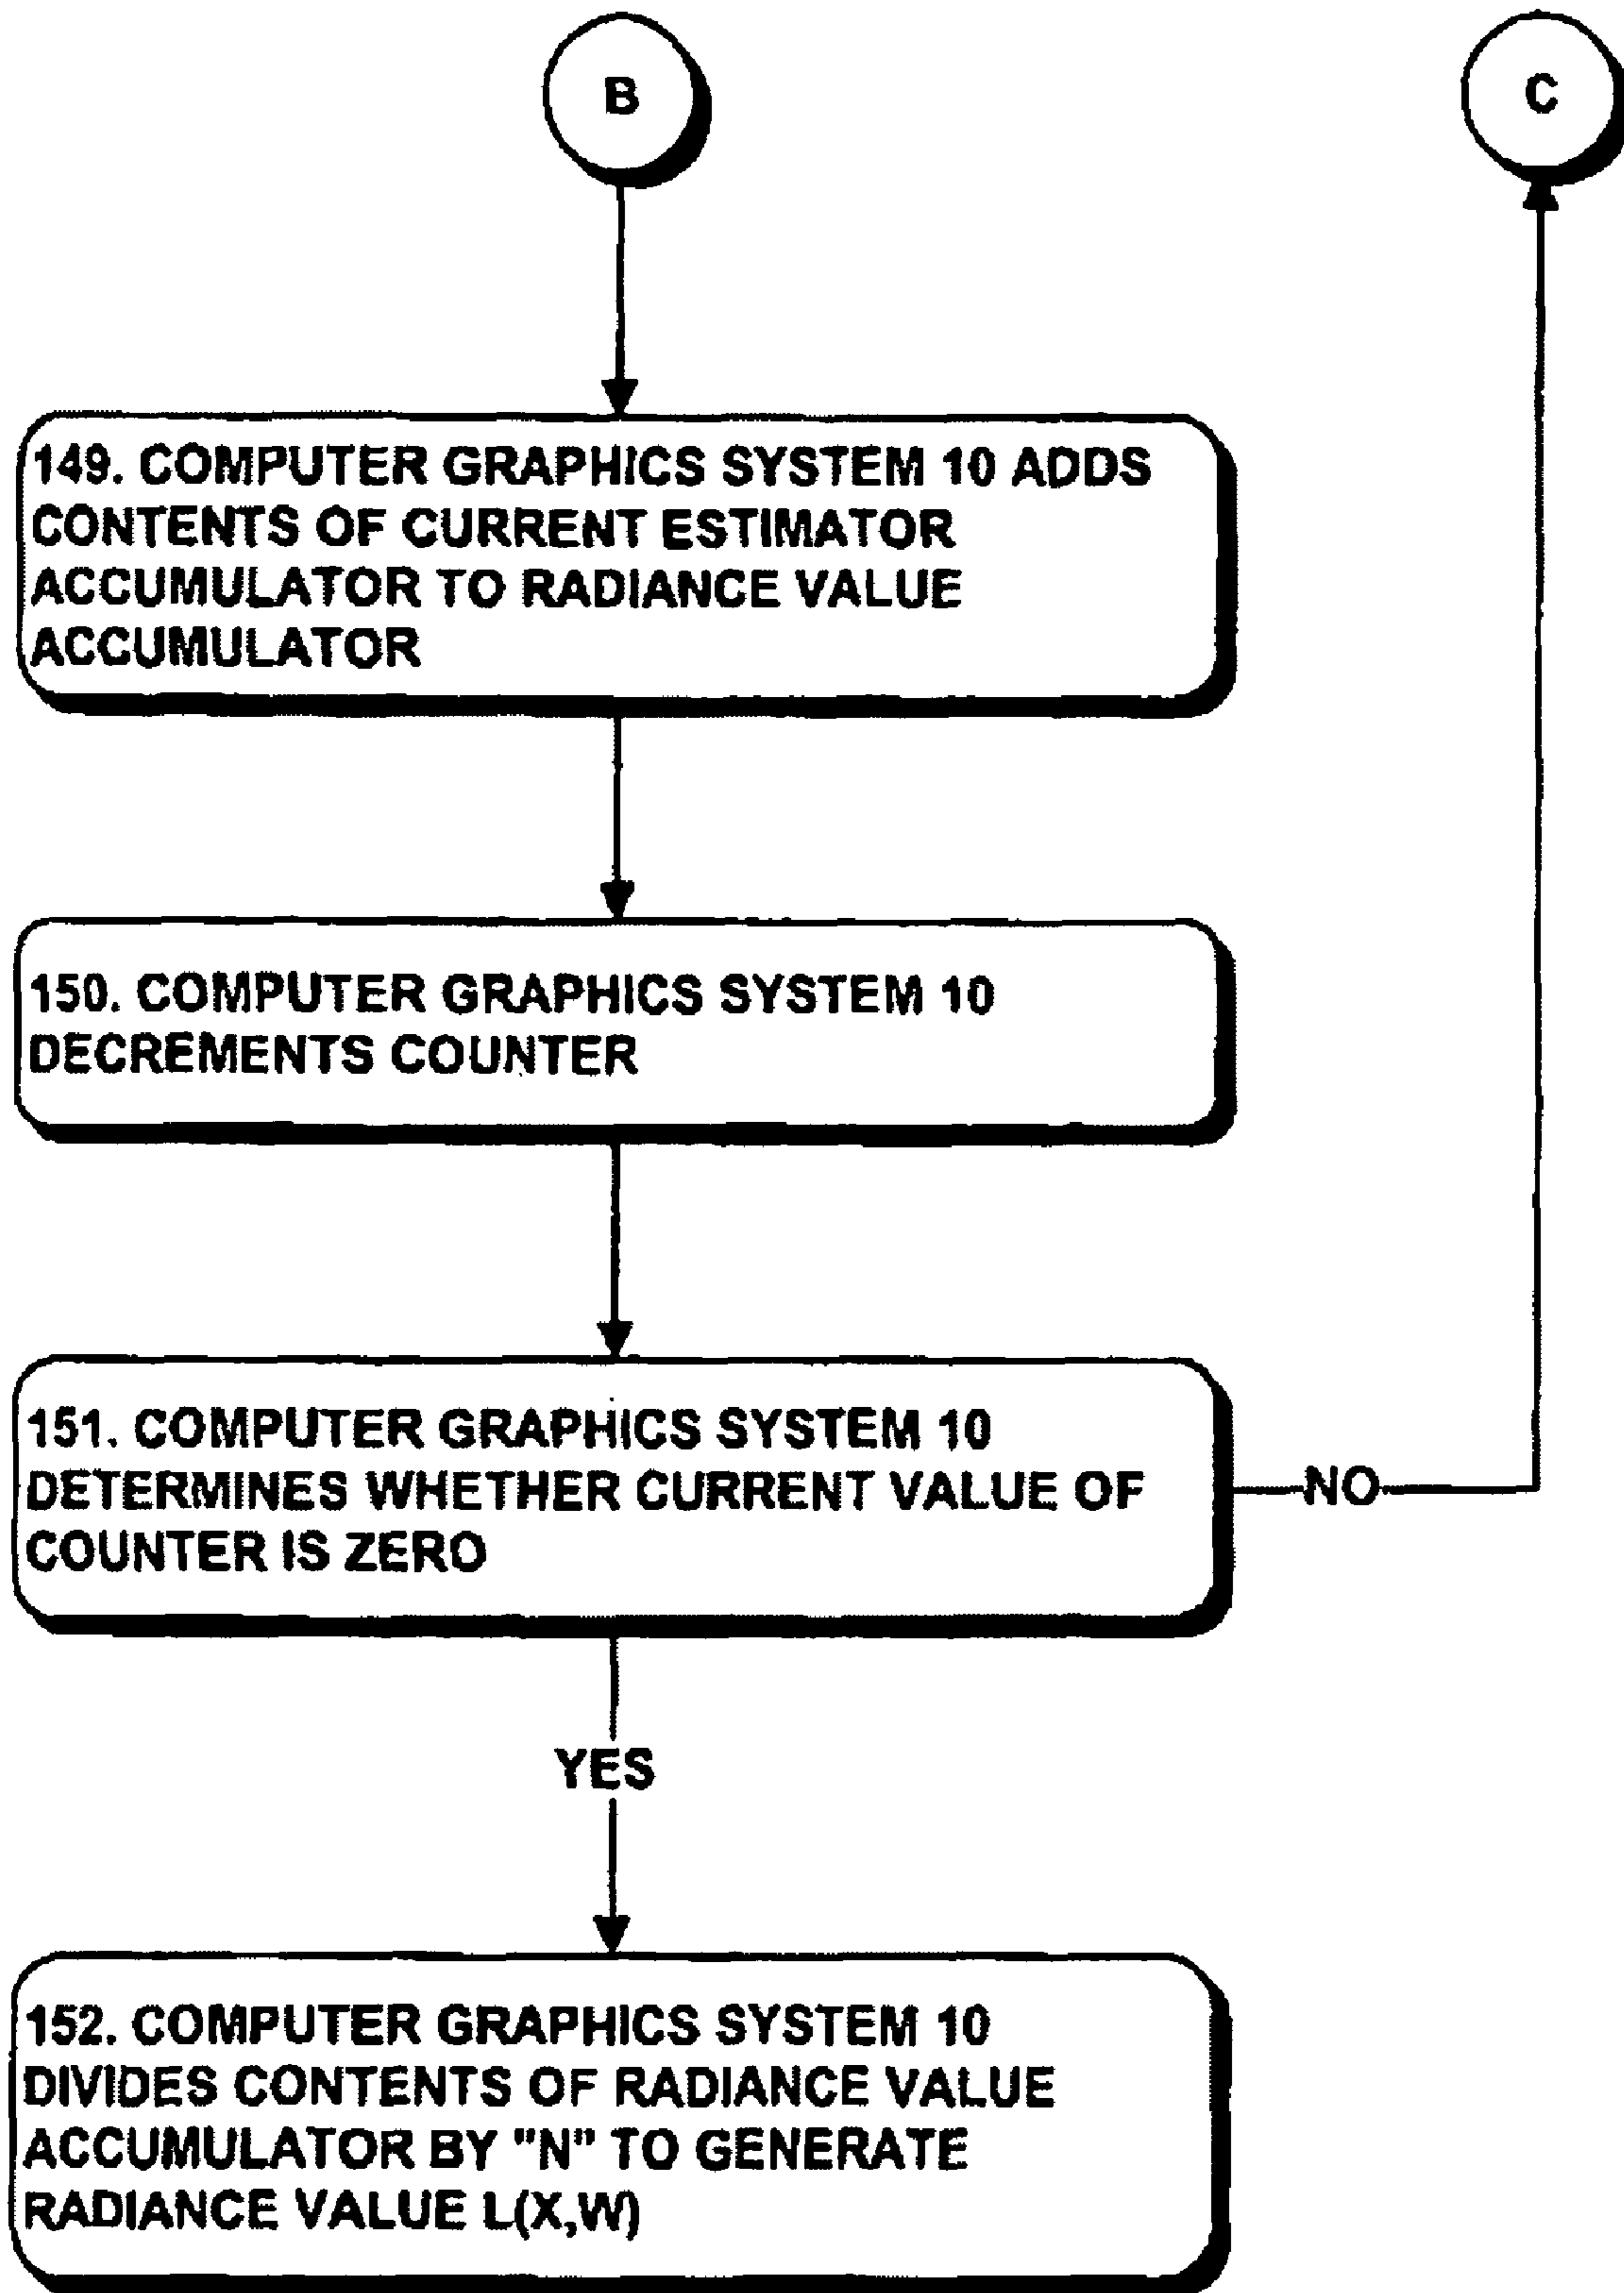 B
C
149. COMPUTER GRAPHICS SYSTEM 10 ADDS
CONTENTS OF CURRENT ESTIMATOR
ACCUMULATOR TO RADIANCE VALUE
ACCUMULATOR
150. COMPUTER GRAPHICS SYSTEM 10
DECREMENTS COUNTER
151. COMPUTER GRAPHICS SYSTEM 10
DETERMINES WHETHER CURRENT VALUE OF
COUNTER IS ZERO
NO
YES
152. COMPUTER GRAPHICS SYSTEM 10
DIVIDES CONTENTS OF RADIANCE VALUE
ACCUMULATOR BY "N" TO GENERATE
RADIANCE VALUE L(X,W)